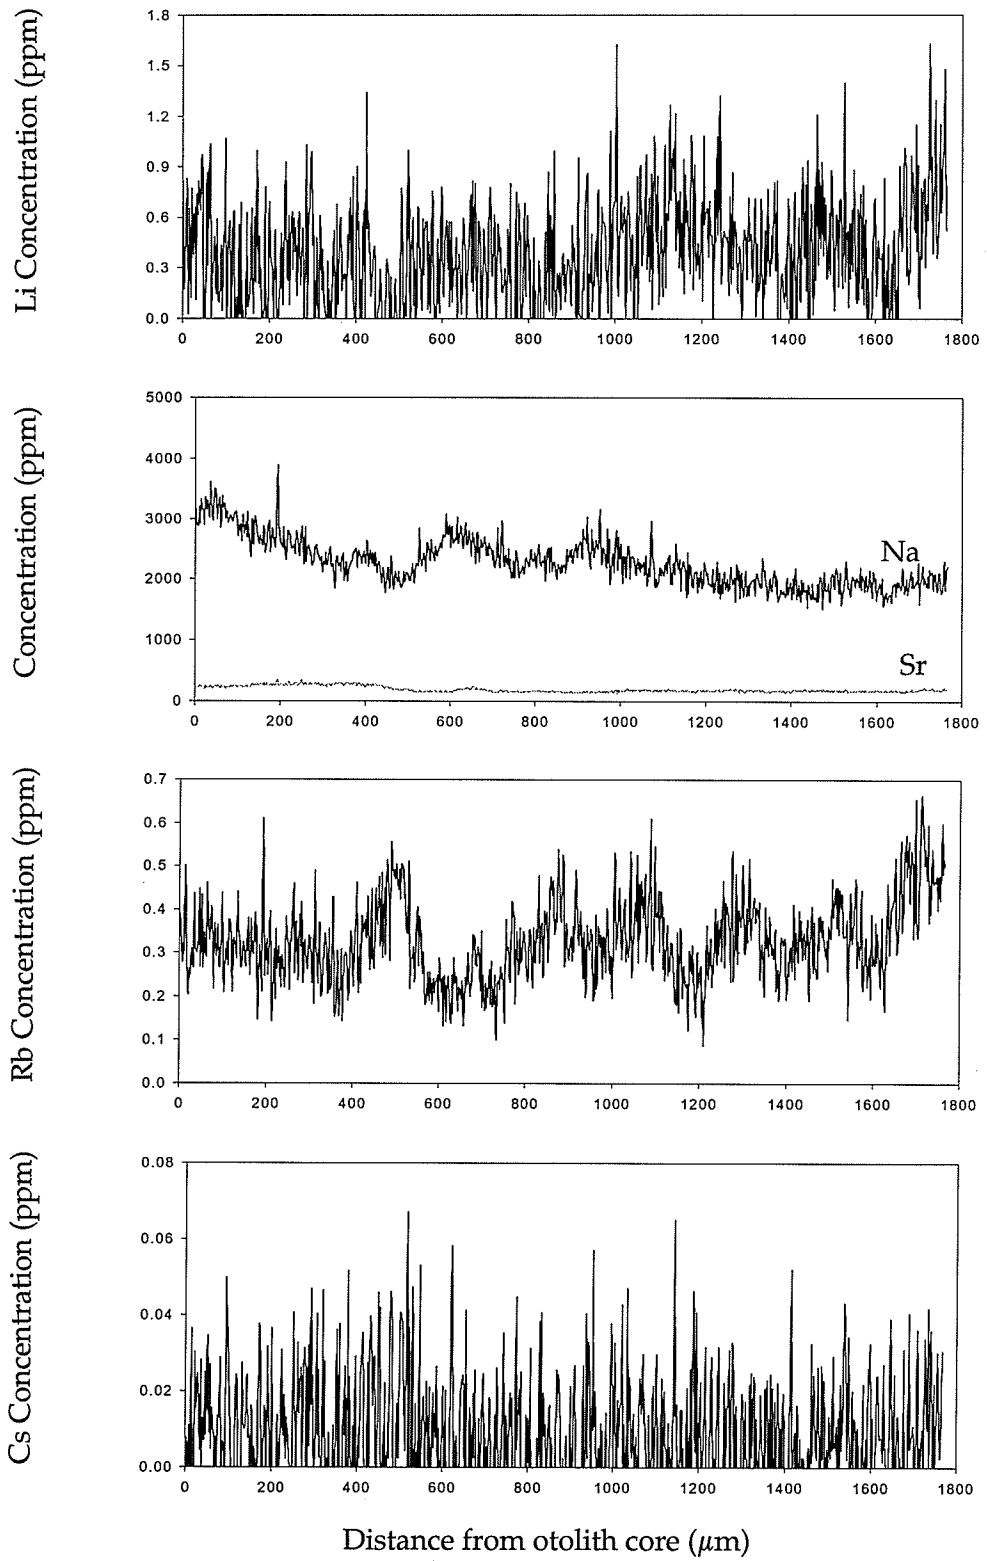 Li Concentration (ppm)
1.8
1.5
1.2
0.9
0.6
0.3
0.0
0 200 400 600 800 1000 1200 1400 1600 1800
Concentration (ppm)
5000
4000
3000
2000
1000
0
Na
Sr
0 200 400 600 800 1000 1200 1400 1600 1800
Rb Concentration (ppm)
0.7
0.6
0.5
0.4
0.3
0.2
0.1
0.0
0 200 400 600 800 1000 1200 1400 1600 1800
Cs Concentration (ppm)
0.08
0.06
0.04
0.02
0.00
0 200 400 600 800 1000 1200 1400 1600 1800
Distance from otolith core (μm)